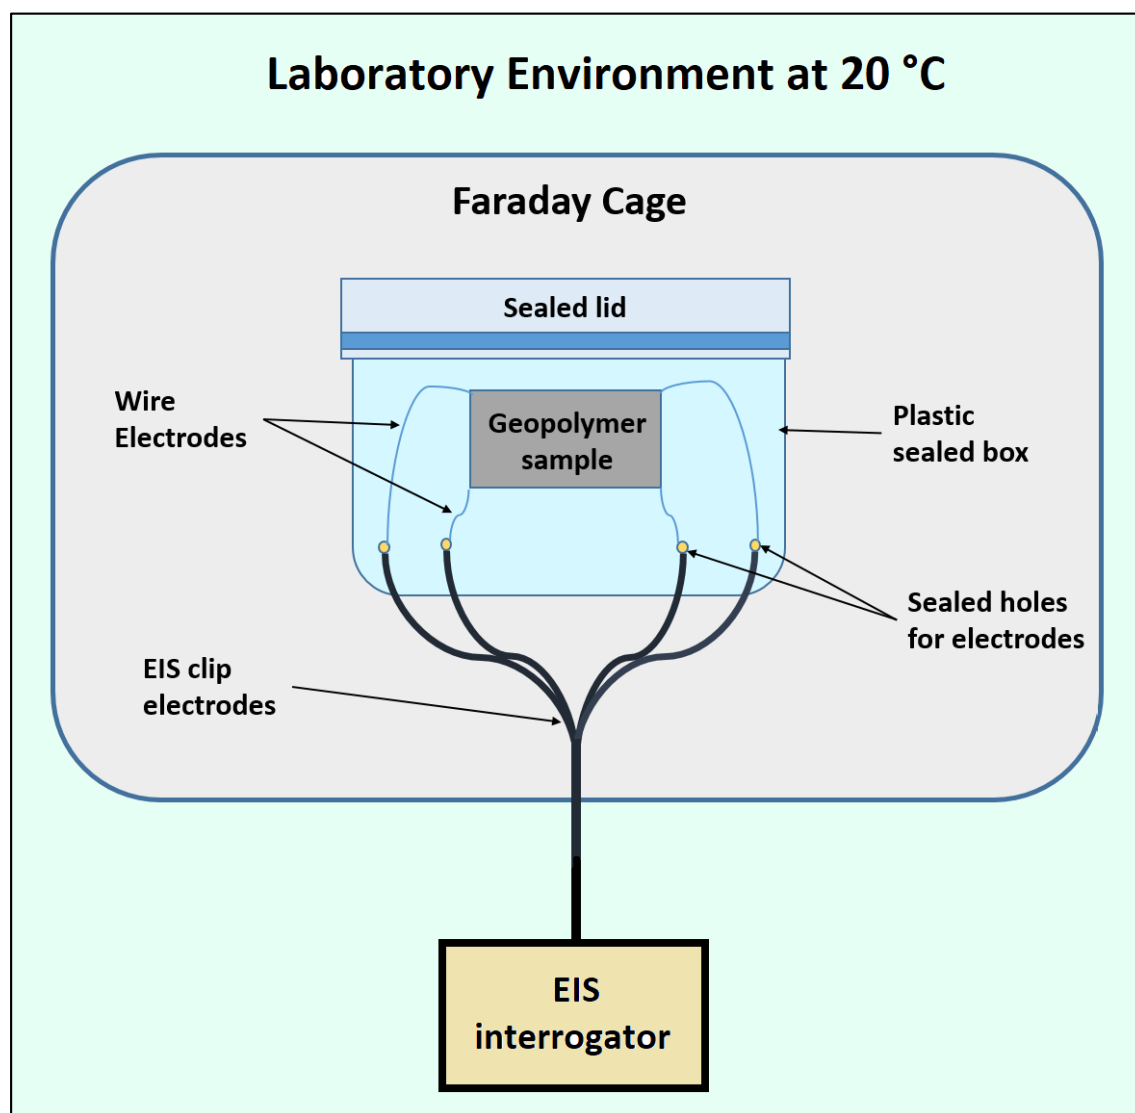 Laboratory Environment at 20 °C
Faraday Cage
Sealed lid
Wire
Electrodes
Geopolymer
sample
Plastic
sealed box
Sealed holes
for electrodes
EIS clip
electrodes
EIS
interrogator